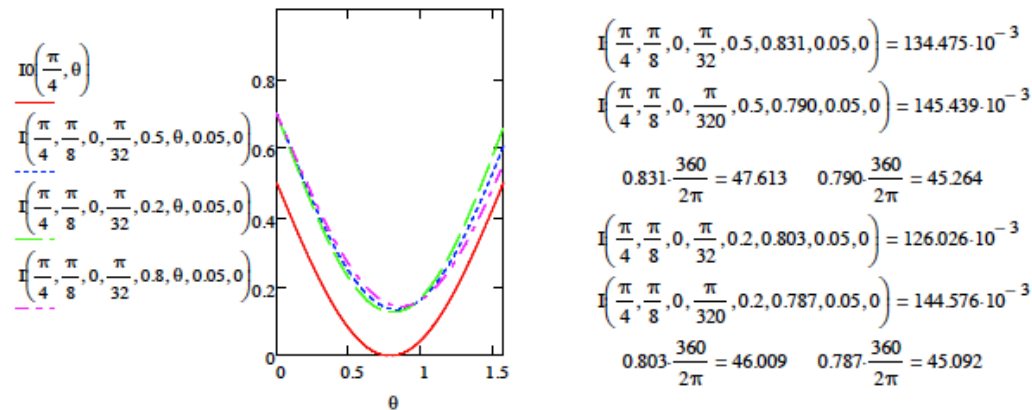 I0(π/4,θ)
I(π/4,π/8,0,π/32,0.5,θ,0.05,0)
I(π/4,π/8,0,π/32,0.2,θ,0.05,0)
I(π/4,π/8,0,π/32,0.8,θ,0.05,0)
0.8
0.6
0.4
0.2
0
0 0.5 1 1.5
θ
I(π/4,π/8,0,π/32,0.5,0.831,0.05,0) = 134.475·10⁻³
I(π/4,π/8,0,π/320,0.5,0.790,0.05,0) = 145.439·10⁻³
0.831·360/2π = 47.613 0.790·360/2π = 45.264
I(π/4,π/8,0,π/32,0.2,0.803,0.05,0) = 126.026·10⁻³
I(π/4,π/8,0,π/320,0.2,0.787,0.05,0) = 144.576·10⁻³
0.803·360/2π = 46.009 0.787·360/2π = 45.092